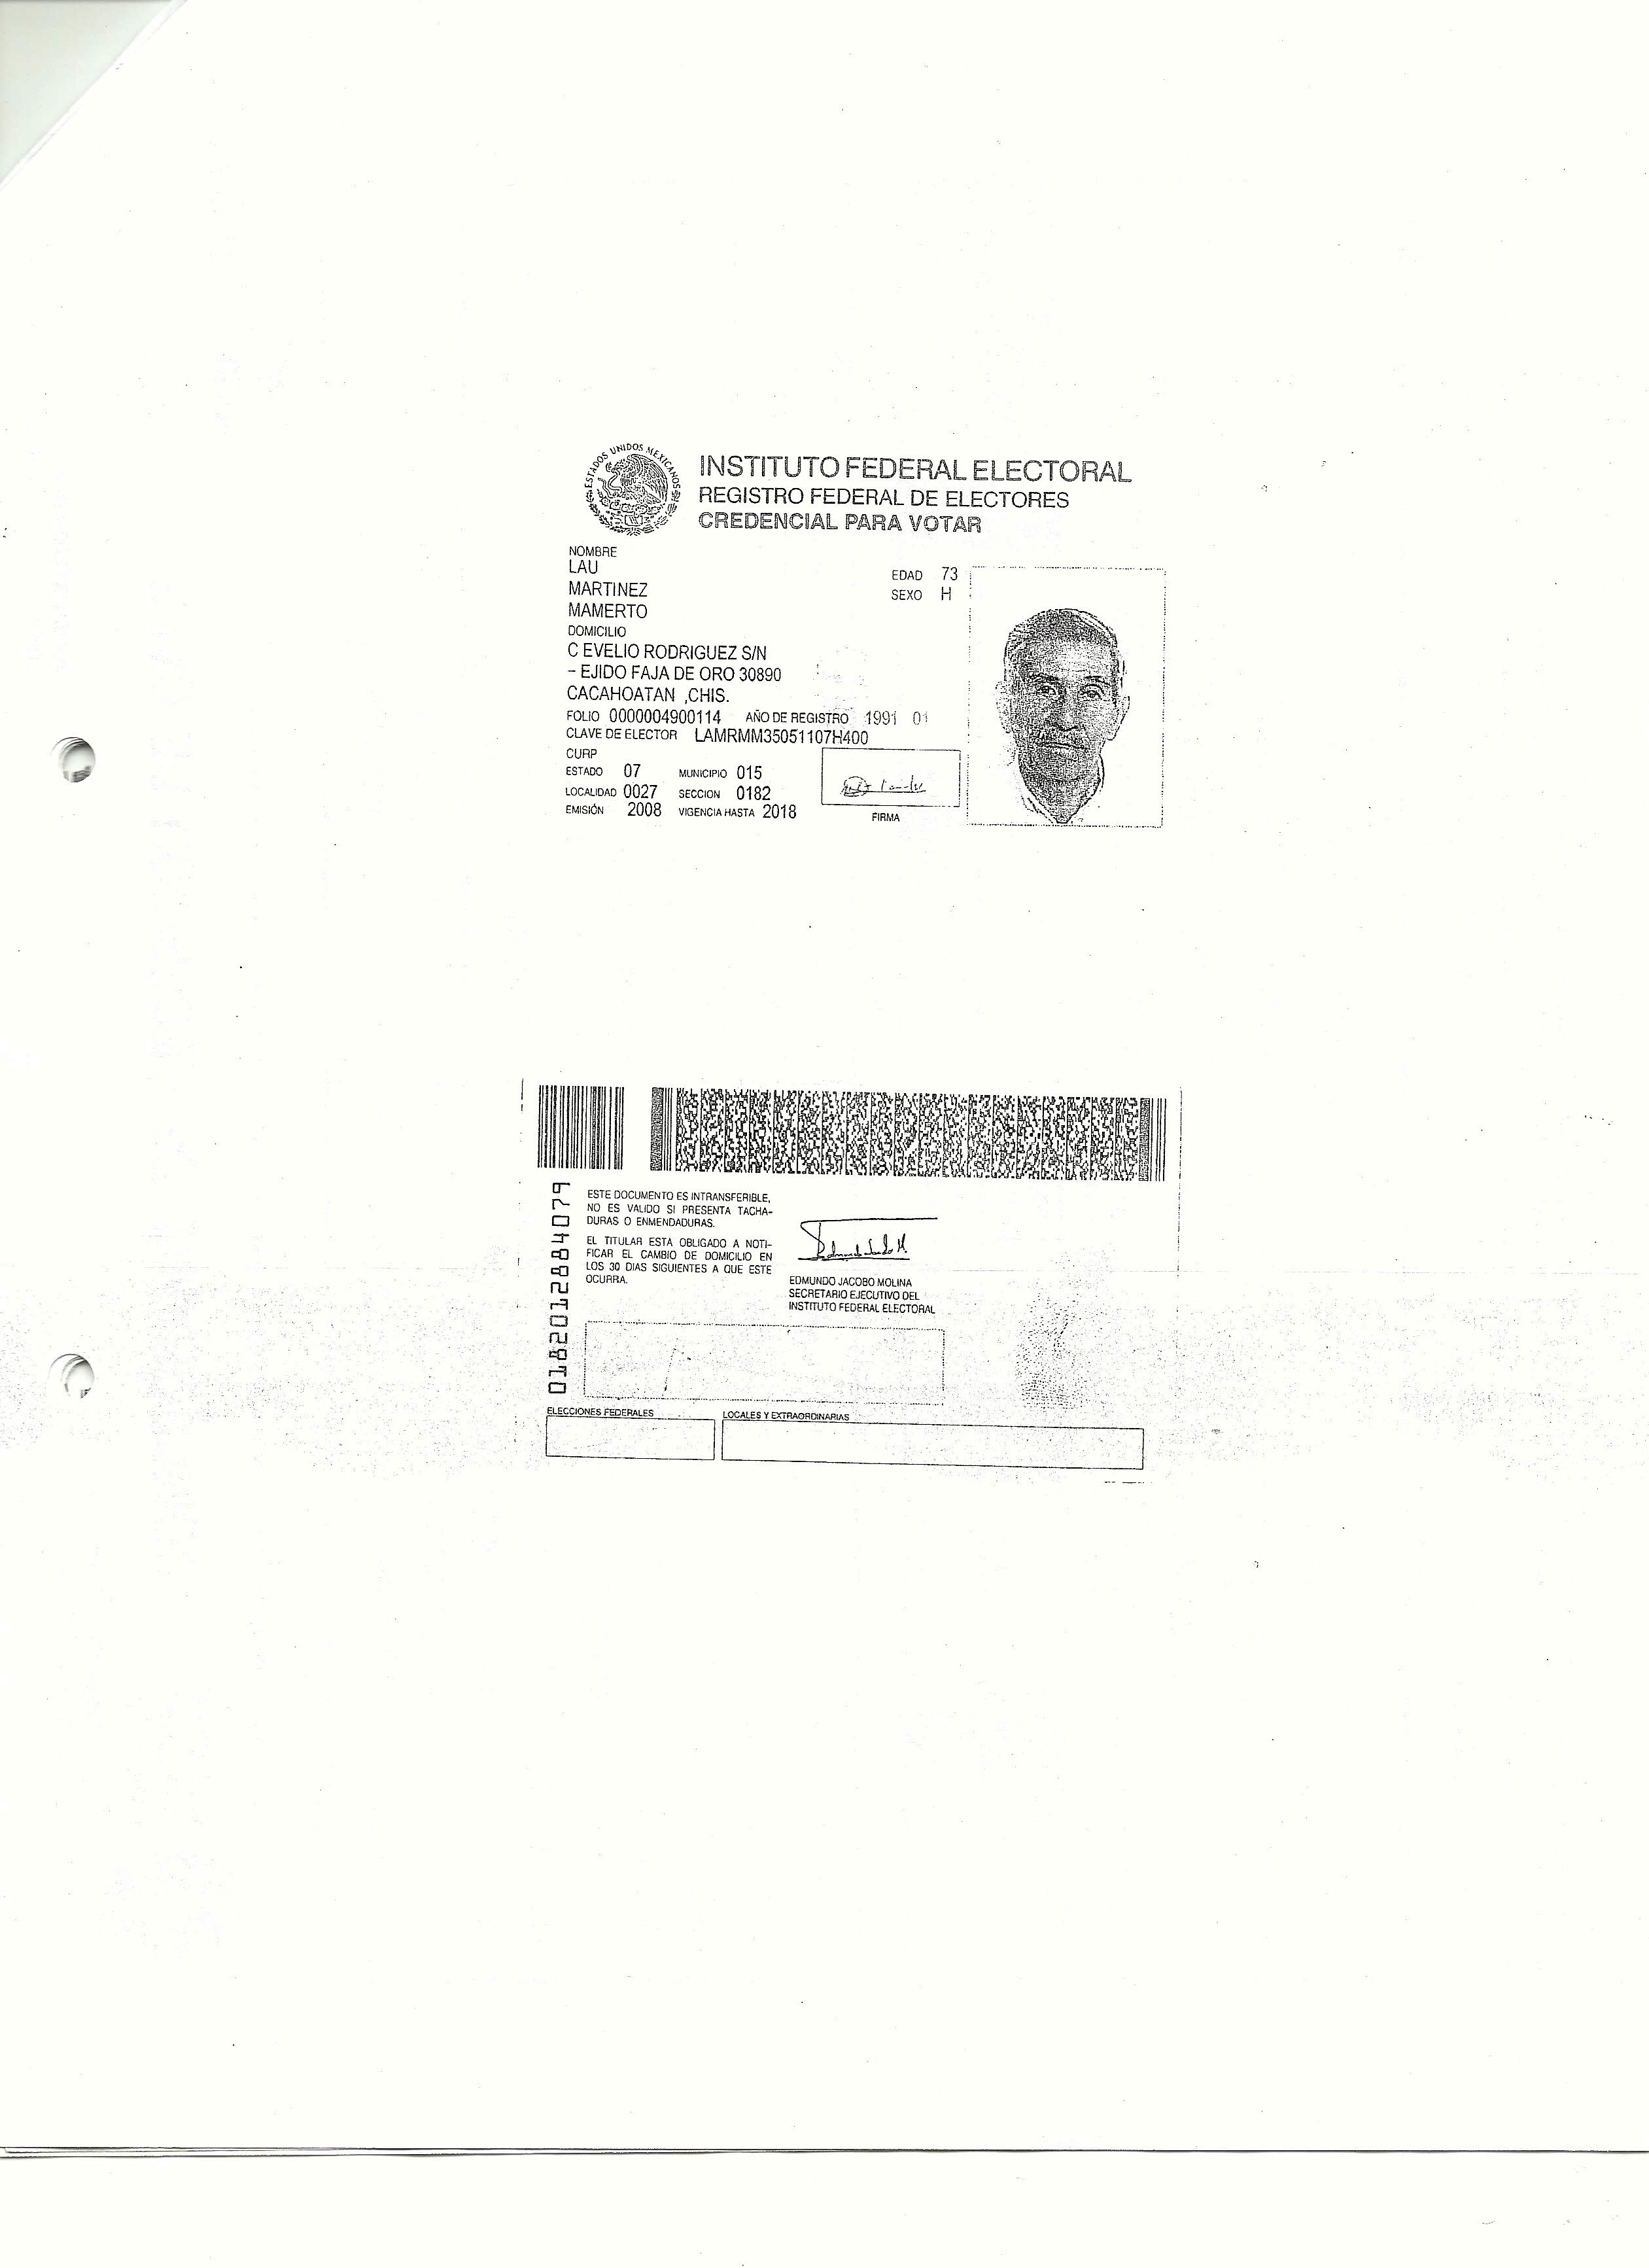 ESTADOS UNIDOS MEXICANOS
INSTITUTO FEDERAL ELECTORAL
REGISTRO FEDERAL DE ELECTORES
CREDENCIAL PARA VOTAR
NOMBRE
LAU
EDAD 73
MARTINEZ
SEXO H
MAMERTO
DOMICILIO
C EVELIO RODRIGUEZ S/N
- EJIDO FAJA DE ORO 30890
CACAHOATAN ,CHIS.
FOLIO 0000004900114 AÑO DE REGISTRO 1991 01
CLAVE DE ELECTOR LAMRMM35051107H400
CURP
ESTADO 07 MUNICIPIO 015
LOCALIDAD 0027 SECCION 0182
EMISIÓN 2008 VIGENCIA HASTA 2018
FIRMA
0182012884079
ESTE DOCUMENTO ES INTRANSFERIBLE,
NO ES VALIDO SI PRESENTA TACHA-
DURAS O ENMENDADURAS.
EL TITULAR ESTA OBLIGADO A NOTI-
FICAR EL CAMBIO DE DOMICILIO EN
LOS 30 DIAS SIGUIENTES A QUE ESTE
OCURRA.
EDMUNDO JACOBO MOLINA
SECRETARIO EJECUTIVO DEL
INSTITUTO FEDERAL ELECTORAL
ELECCIONES FEDERALES
LOCALES Y EXTRAORDINARIAS